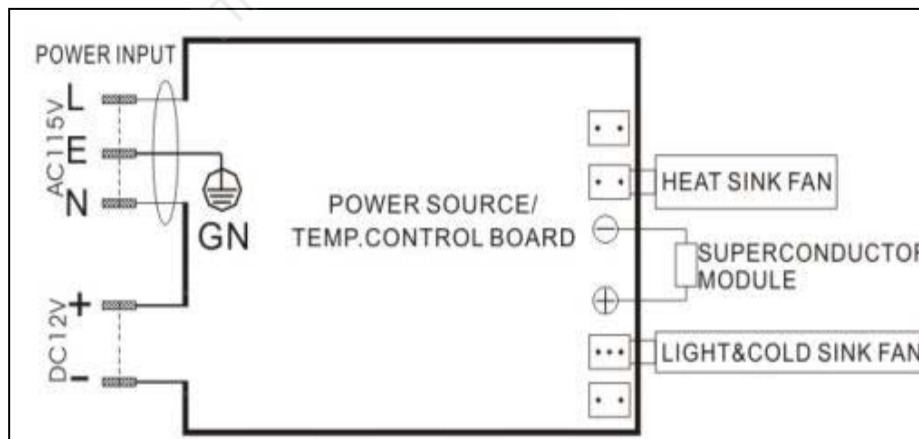 POWER INPUT
AC115V
L
E
N
GN
DC12V
+
-
POWER SOURCE/
TEMP.CONTROL BOARD
HEAT SINK FAN
-
+
SUPERCONDUCTOR
MODULE
LIGHT&COLD SINK FAN